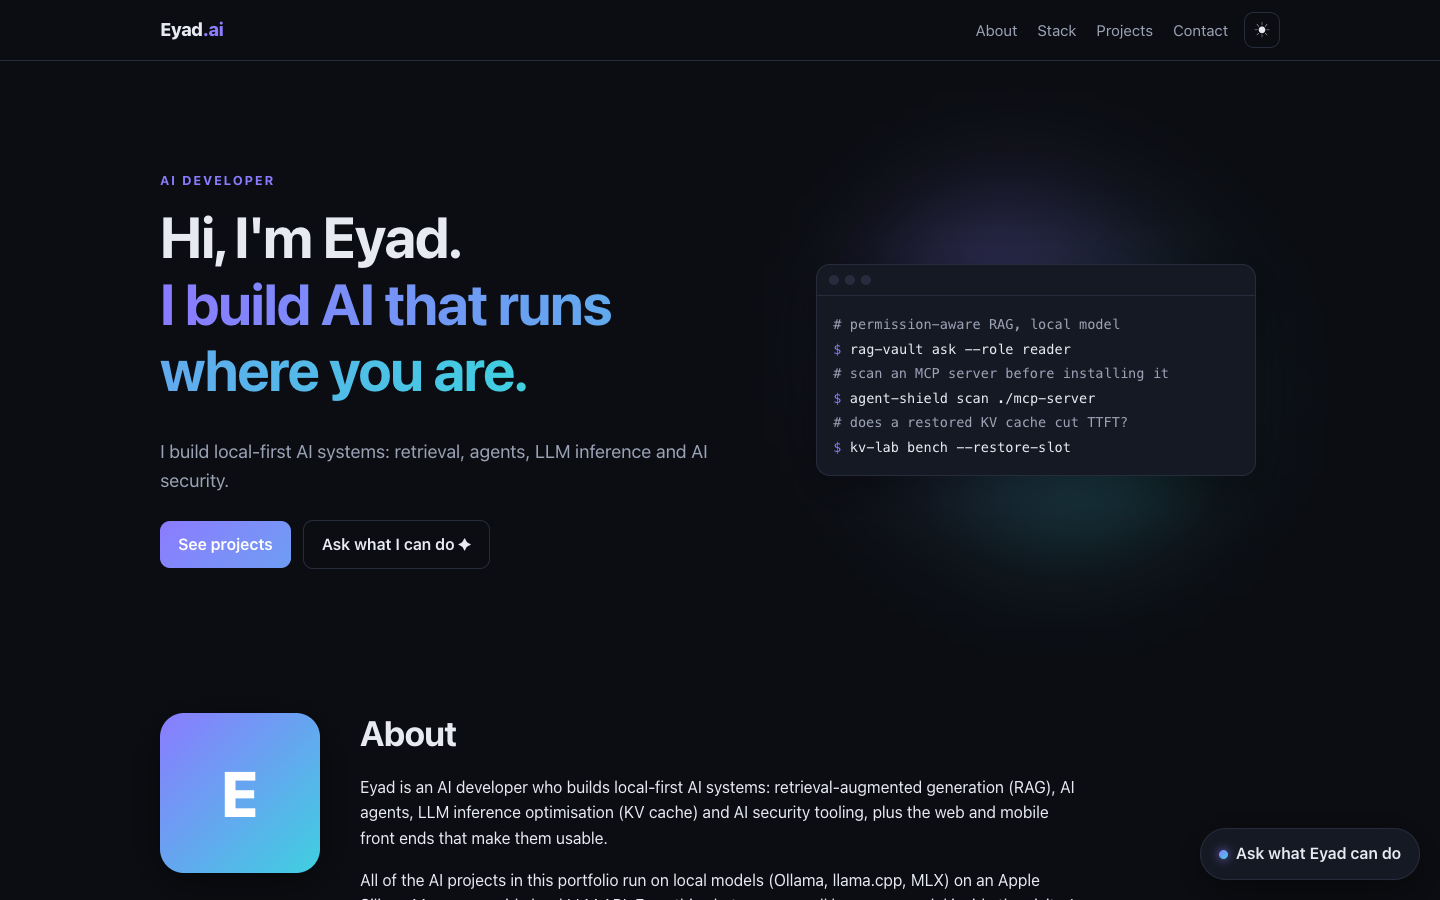 Eyad.ai
About
Stack
Projects
Contact
AI DEVELOPER
Hi, I'm Eyad.
I build AI that runs
where you are.
I build local-first AI systems: retrieval, agents, LLM inference and AI
security.
See projects
Ask what I can do ✦
# permission-aware RAG, local model
$ rag-vault ask --role reader
# scan an MCP server before installing it
$ agent-shield scan ./mcp-server
# does a restored KV cache cut TTFT?
$ kv-lab bench --restore-slot
E
About
Eyad is an AI developer who builds local-first AI systems: retrieval-augmented generation (RAG), AI
agents, LLM inference optimisation (KV cache) and AI security tooling, plus the web and mobile
front ends that make them usable.
All of the AI projects in this portfolio run on local models (Ollama, llama.cpp, MLX) on an Apple
Ask what Eyad can do